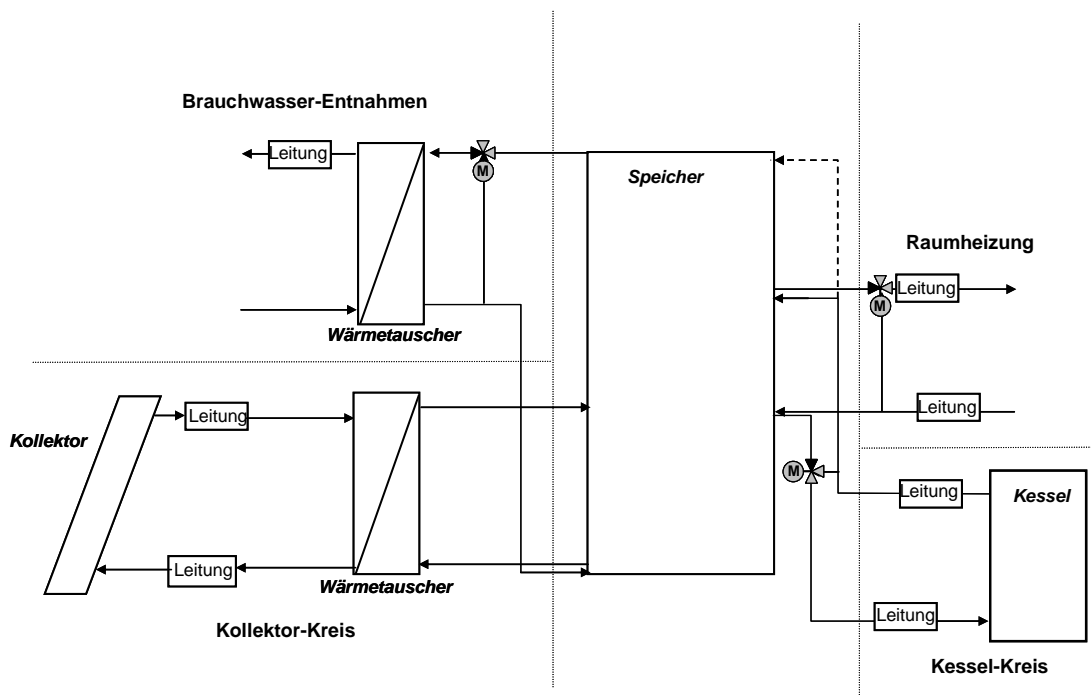 Brauchwasser-Entnahmen
Leitung
M
Speicher
Wärmetauscher
Raumheizung
Leitung
M
Leitung
Kollektor
Leitung
Leitung
Wärmetauscher
Kollektor-Kreis
M
Leitung
Kessel
Leitung
Kessel-Kreis